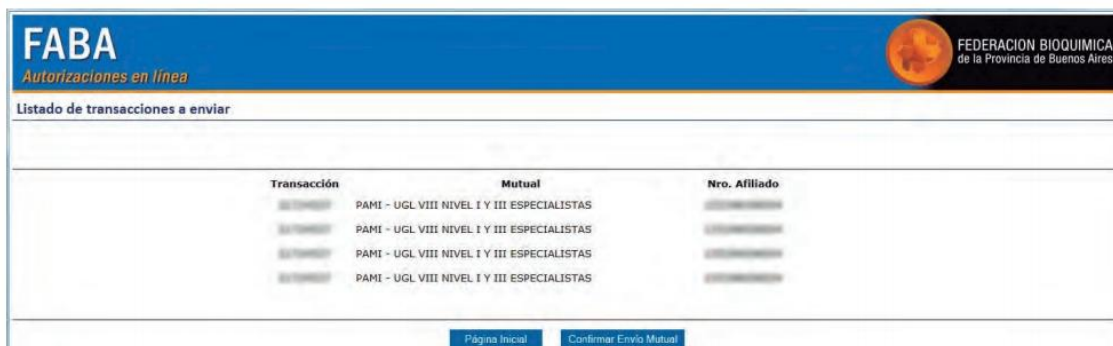 FABA
Autorizaciones en línea
FEDERACION BIOQUIMICA
de la Provincia de Buenos Aires
Listado de transacciones a enviar
Transacción Mutual Nro. Afiliado
PAMI - UGL VIII NIVEL I Y III ESPECIALISTAS
PAMI - UGL VIII NIVEL I Y III ESPECIALISTAS
PAMI - UGL VIII NIVEL I Y III ESPECIALISTAS
PAMI - UGL VIII NIVEL I Y III ESPECIALISTAS
Página Inicial Confirmar Envío Mutual